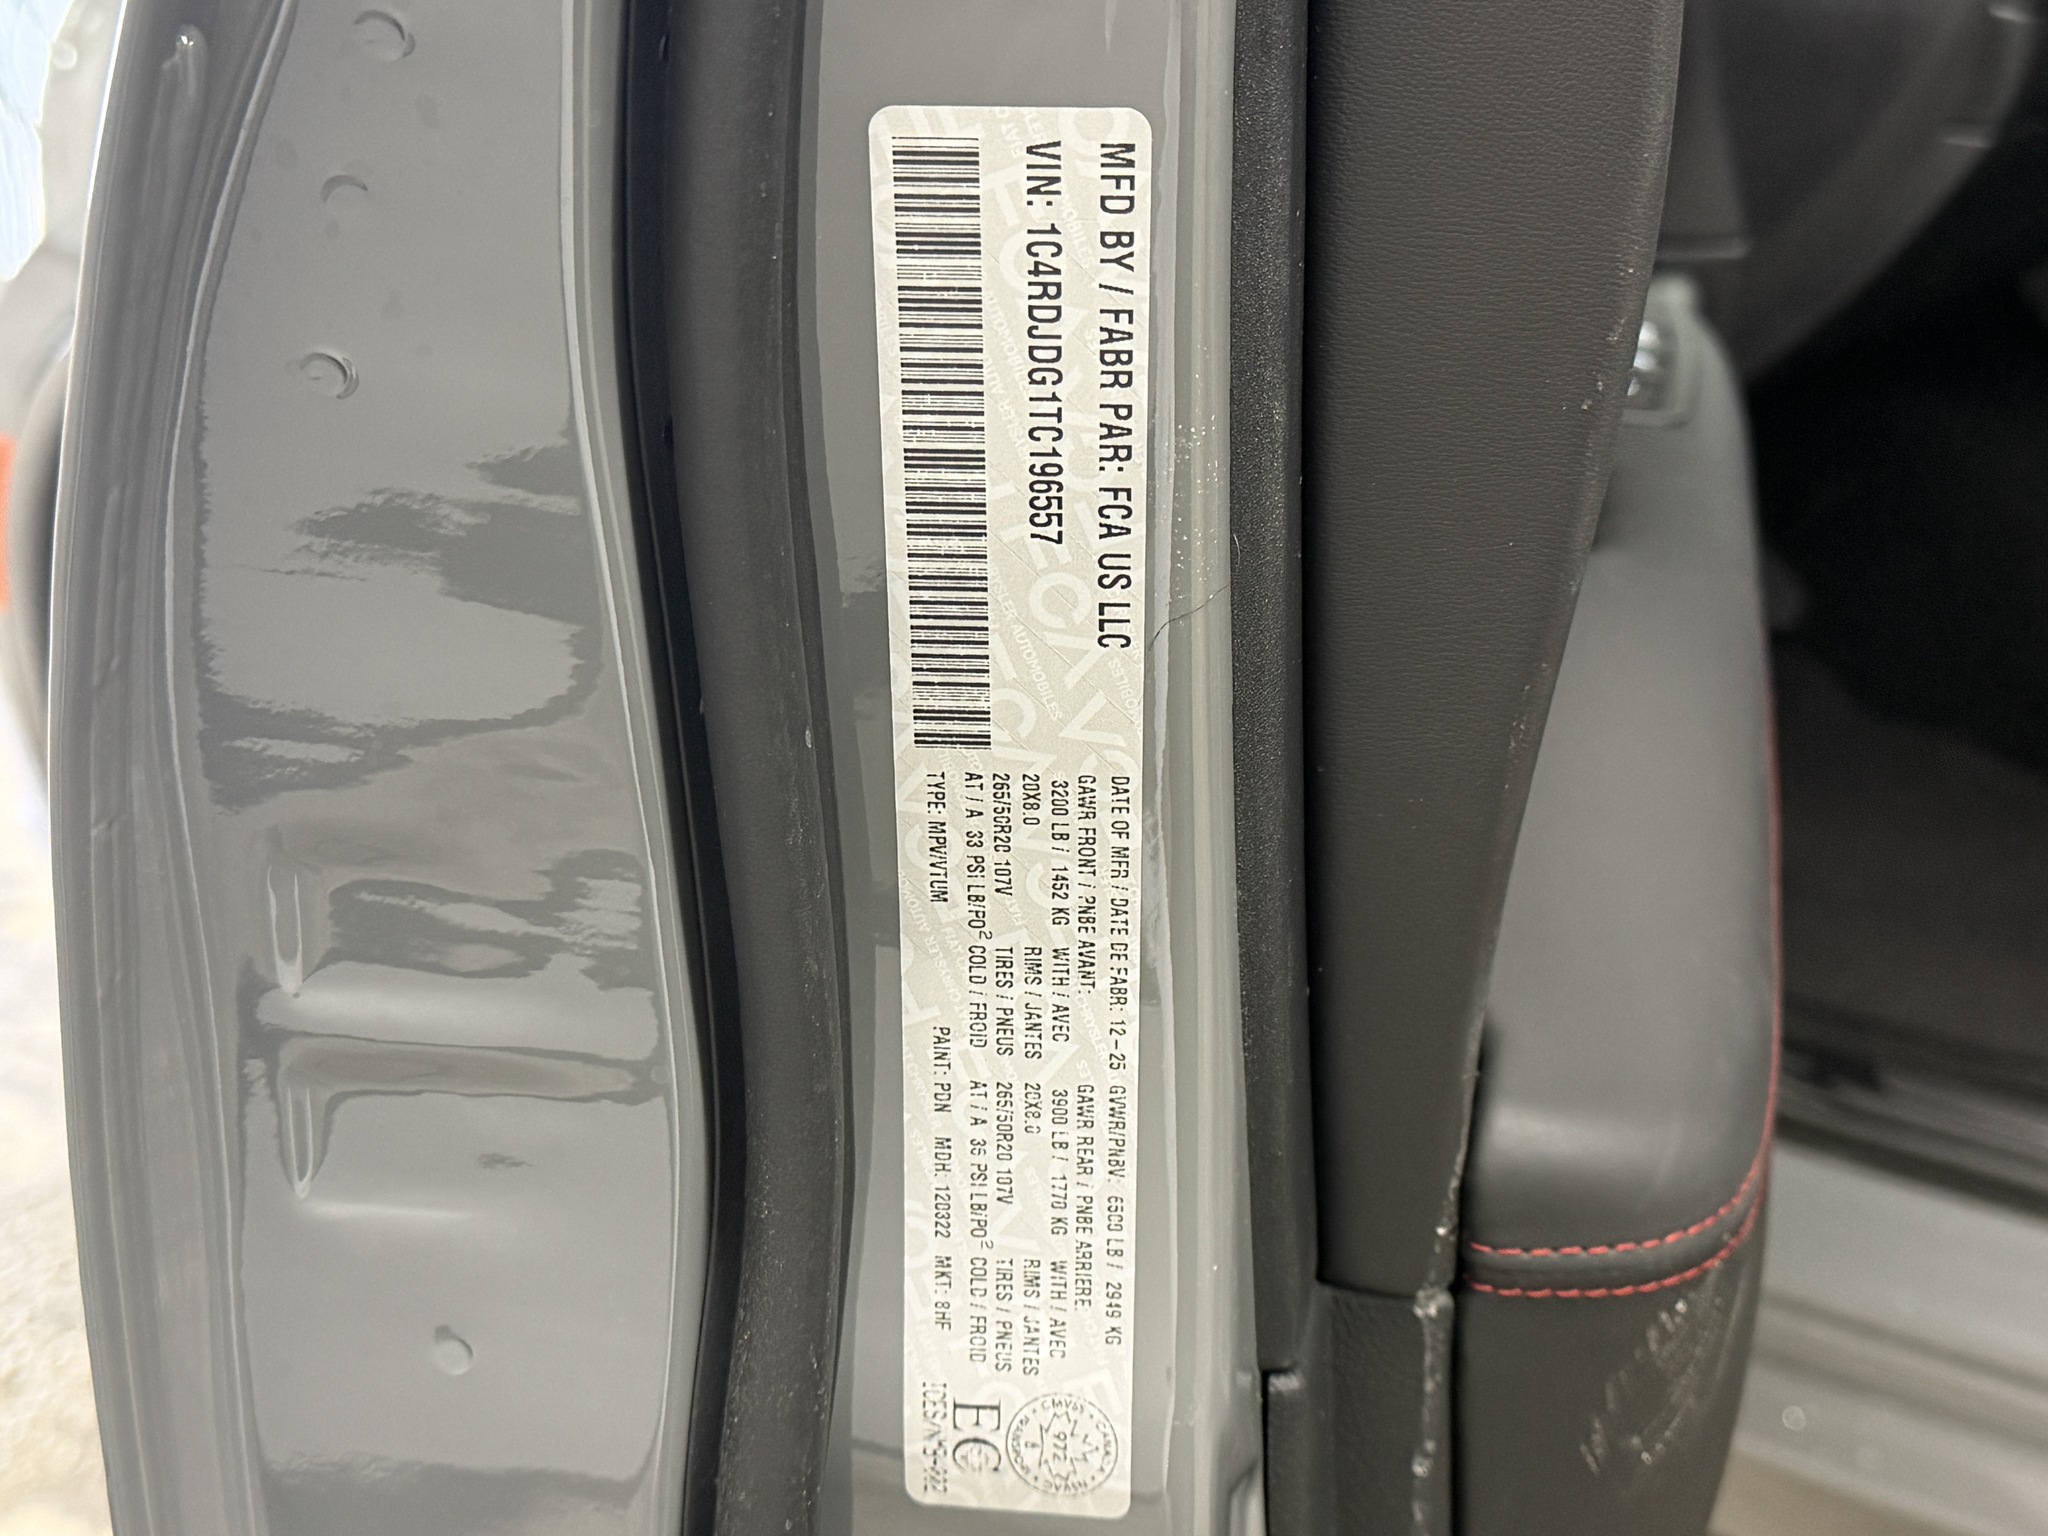 MFD BY / FABR PAR: FCA US LLC
VIN: 1C4RDJDG1TC196557
DATE OF MFR / DATE DE FABR: 12-25 GVWR/PNBV: 6500 LB / 2949 KG
GAWR FRONT / PNBE AVANT: GAWR REAR / PNBE ARRIERE:
3200 LB / 1452 KG WITH / AVEC 3900 LB / 1770 KG WITH / AVEC
20X8.0 RIMS / JANTES 20X8.0 RIMS / JANTES
265/50R20 107V TIRES / PNEUS 265/50R20 107V TIRES / PNEUS
AT / A 33 PSI LB/PO² COLD / FROID AT / A 36 PSI LB/PO² COLD / FROID
TYPE: MPV/VTUM PAINT: PDN MDH: 120322 MKT: 8HF
CANADA
972
EC